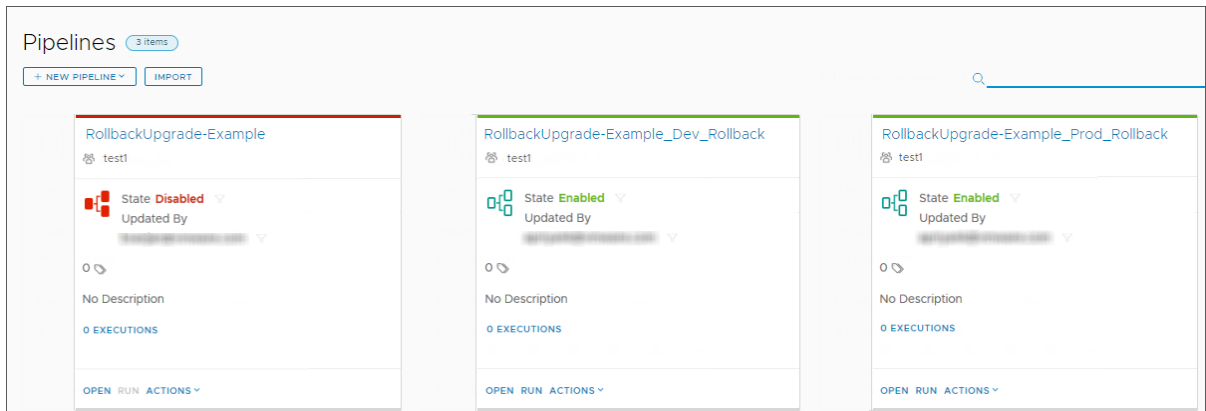 Pipelines 3 items
+ NEW PIPELINE IMPORT
RollbackUpgrade-Example
test1
State Disabled
Updated By
0
No Description
0 EXECUTIONS
OPEN RUN ACTIONS
RollbackUpgrade-Example_Dev_Rollback
test1
State Enabled
Updated By
0
No Description
0 EXECUTIONS
OPEN RUN ACTIONS
RollbackUpgrade-Example_Prod_Rollback
test1
State Enabled
Updated By
0
No Description
0 EXECUTIONS
OPEN RUN ACTIONS